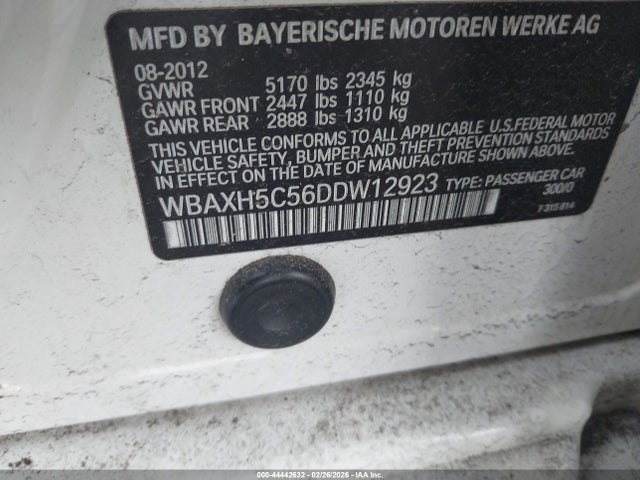 MFD BY BAYERISCHE MOTOREN WERKE AG
08-2012
GVWR 5170 lbs 2345 kg
GAWR FRONT 2447 lbs 1110 kg
GAWR REAR 2888 lbs 1310 kg
THIS VEHICLE CONFORMS TO ALL APPLICABLE U.S.FEDERAL MOTOR
VEHICLE SAFETY, BUMPER AND THEFT PREVENTION STANDARDS
IN EFFECT ON THE DATE OF MANUFACTURE SHOWN ABOVE.
WBAXH5C56DDW12923 TYPE: PASSENGER CAR
300/0
7 315 814
000-44442632 - 02/26/2026 - IAA Inc.